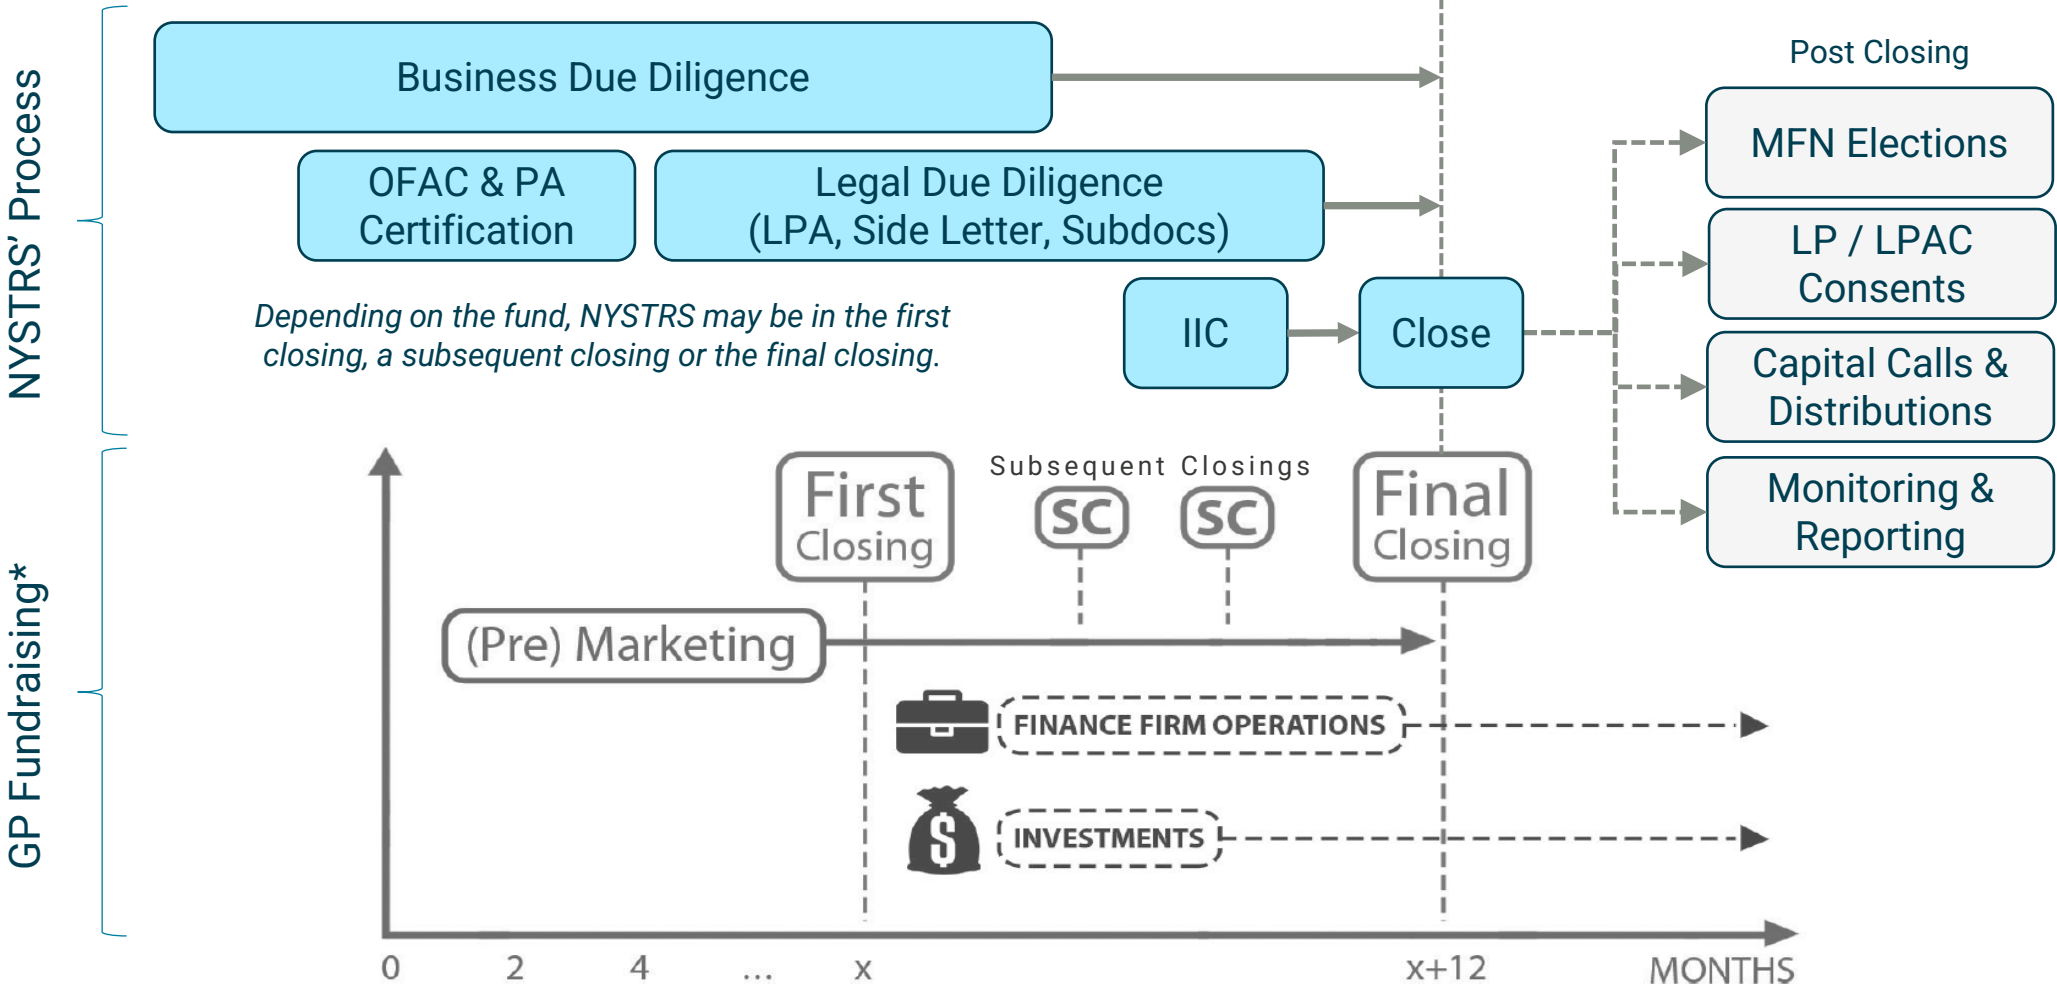 NYSTRS' Process
Business Due Diligence
OFAC & PA
Certification
Legal Due Diligence
(LPA, Side Letter, Subdocs)
Depending on the fund, NYSTRS may be in the first
closing, a subsequent closing or the final closing.
IIC
Close
Post Closing
MFN Elections
LP / LPAC
Consents
Capital Calls &
Distributions
Monitoring &
Reporting
GP Fundraising*
First
Closing
Subsequent Closings
SC
SC
Final
Closing
(Pre) Marketing
FINANCE FIRM OPERATIONS
$
INVESTMENTS
0 2 4 ... x x+12 MONTHS